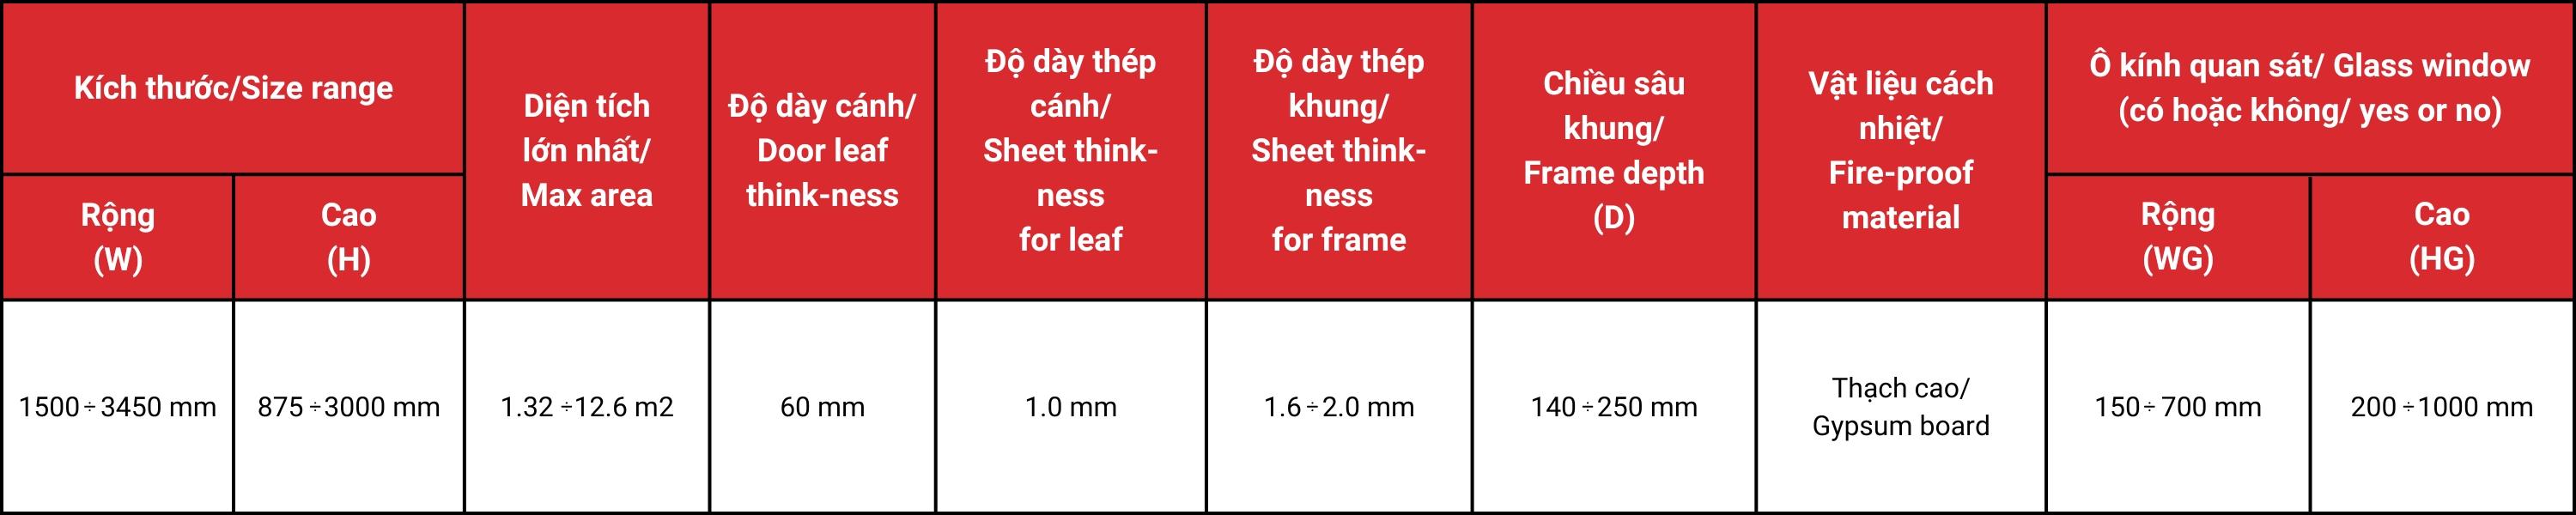 Kích thước/Size range
Rộng
(W)
Cao
(H)
Diện tích
lớn nhất/
Max area
Độ dày cánh/
Door leaf
think-ness
Độ dày thép
cánh/
Sheet think-
ness
for leaf
Độ dày thép
khung/
Sheet think-
ness
for frame
Chiều sâu
khung/
Frame depth
(D)
Vật liệu cách
nhiệt/
Fire-proof
material
Ô kính quan sát/ Glass window
(có hoặc không/ yes or no)
Rộng
(WG)
Cao
(HG)
1500÷3450 mm
875÷3000 mm
1.32 ÷12.6 m2
60 mm
1.0 mm
1.6÷2.0 mm
140 ÷250 mm
Thạch cao/
Gypsum board
150÷ 700 mm
200 ÷1000 mm